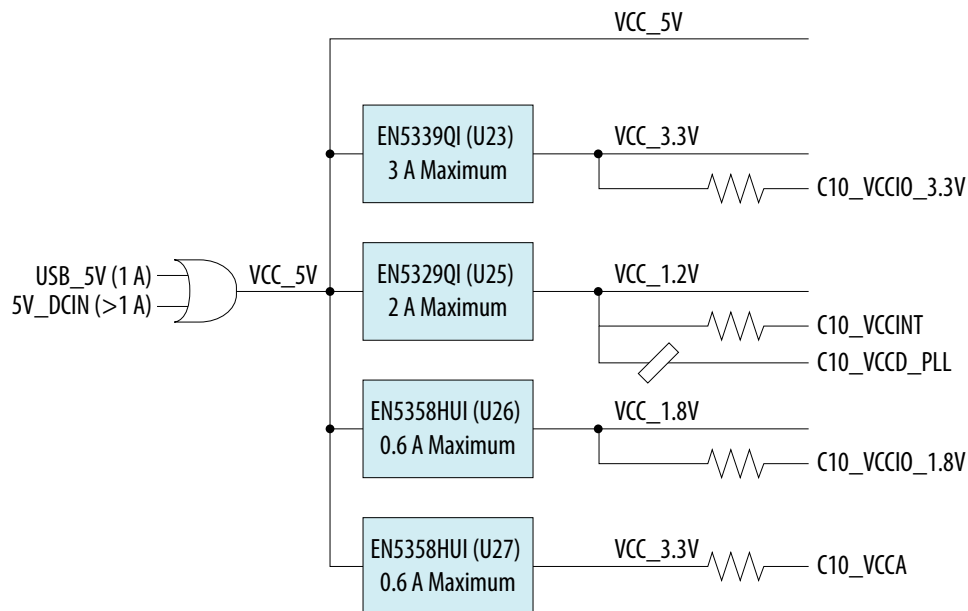 VCC_5V
EN5339QI (U23)
3 A Maximum
VCC_3.3V
C10_VCCIO_3.3V
USB_5V (1 A)
5V_DCIN (>1 A)
VCC_5V
EN5329QI (U25)
2 A Maximum
VCC_1.2V
C10_VCCINT
C10_VCCD_PLL
EN5358HUI (U26)
0.6 A Maximum
VCC_1.8V
C10_VCCIO_1.8V
EN5358HUI (U27)
0.6 A Maximum
VCC_3.3V
C10_VCCA